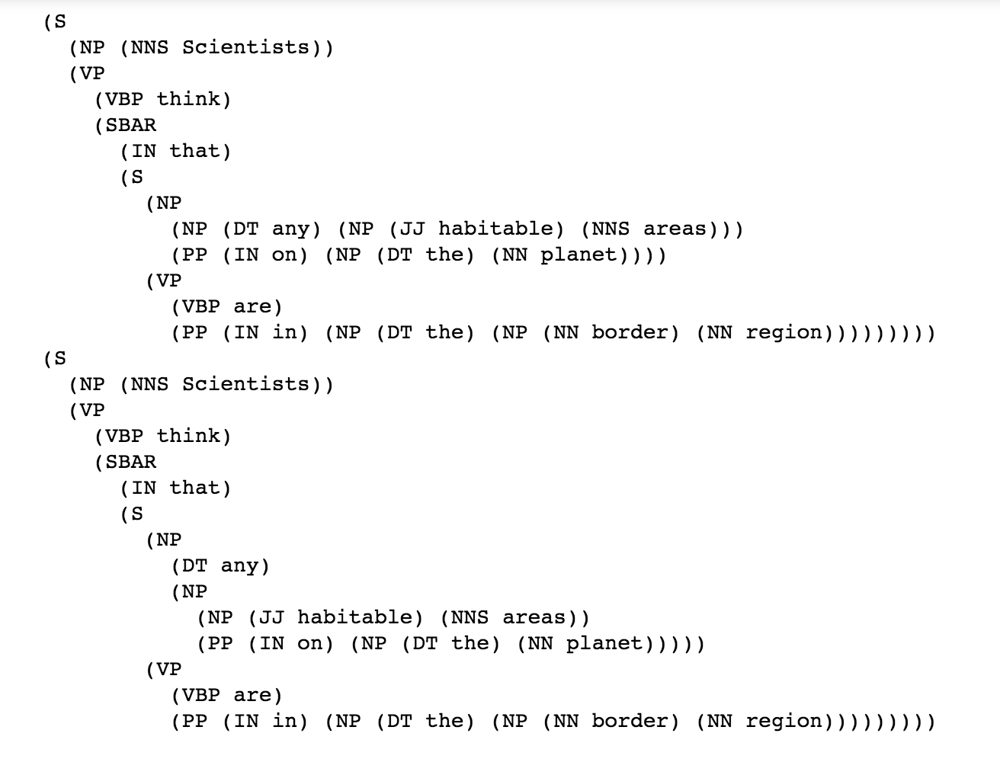 (S
  (NP (NNS Scientists))
  (VP
    (VBP think)
    (SBAR
      (IN that)
      (S
        (NP
          (NP (DT any) (NP (JJ habitable) (NNS areas)))
          (PP (IN on) (NP (DT the) (NN planet))))
        (VP
          (VBP are)
          (PP (IN in) (NP (DT the) (NP (NN border) (NN region)))))))))
(S
  (NP (NNS Scientists))
  (VP
    (VBP think)
    (SBAR
      (IN that)
      (S
        (NP
          (DT any)
          (NP
            (NP (JJ habitable) (NNS areas))
            (PP (IN on) (NP (DT the) (NN planet)))))
        (VP
          (VBP are)
          (PP (IN in) (NP (DT the) (NP (NN border) (NN region)))))))))